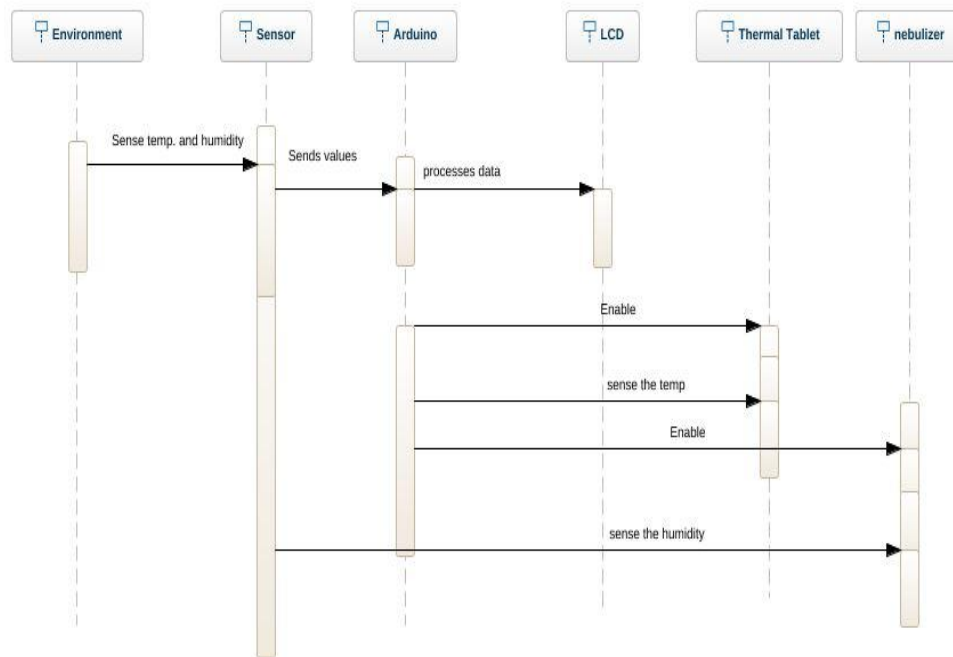 Environment
Sensor
Arduino
LCD
Thermal Tablet
nebulizer
Sense temp. and humidity
Sends values
processes data
Enable
sense the temp
Enable
sense the humidity